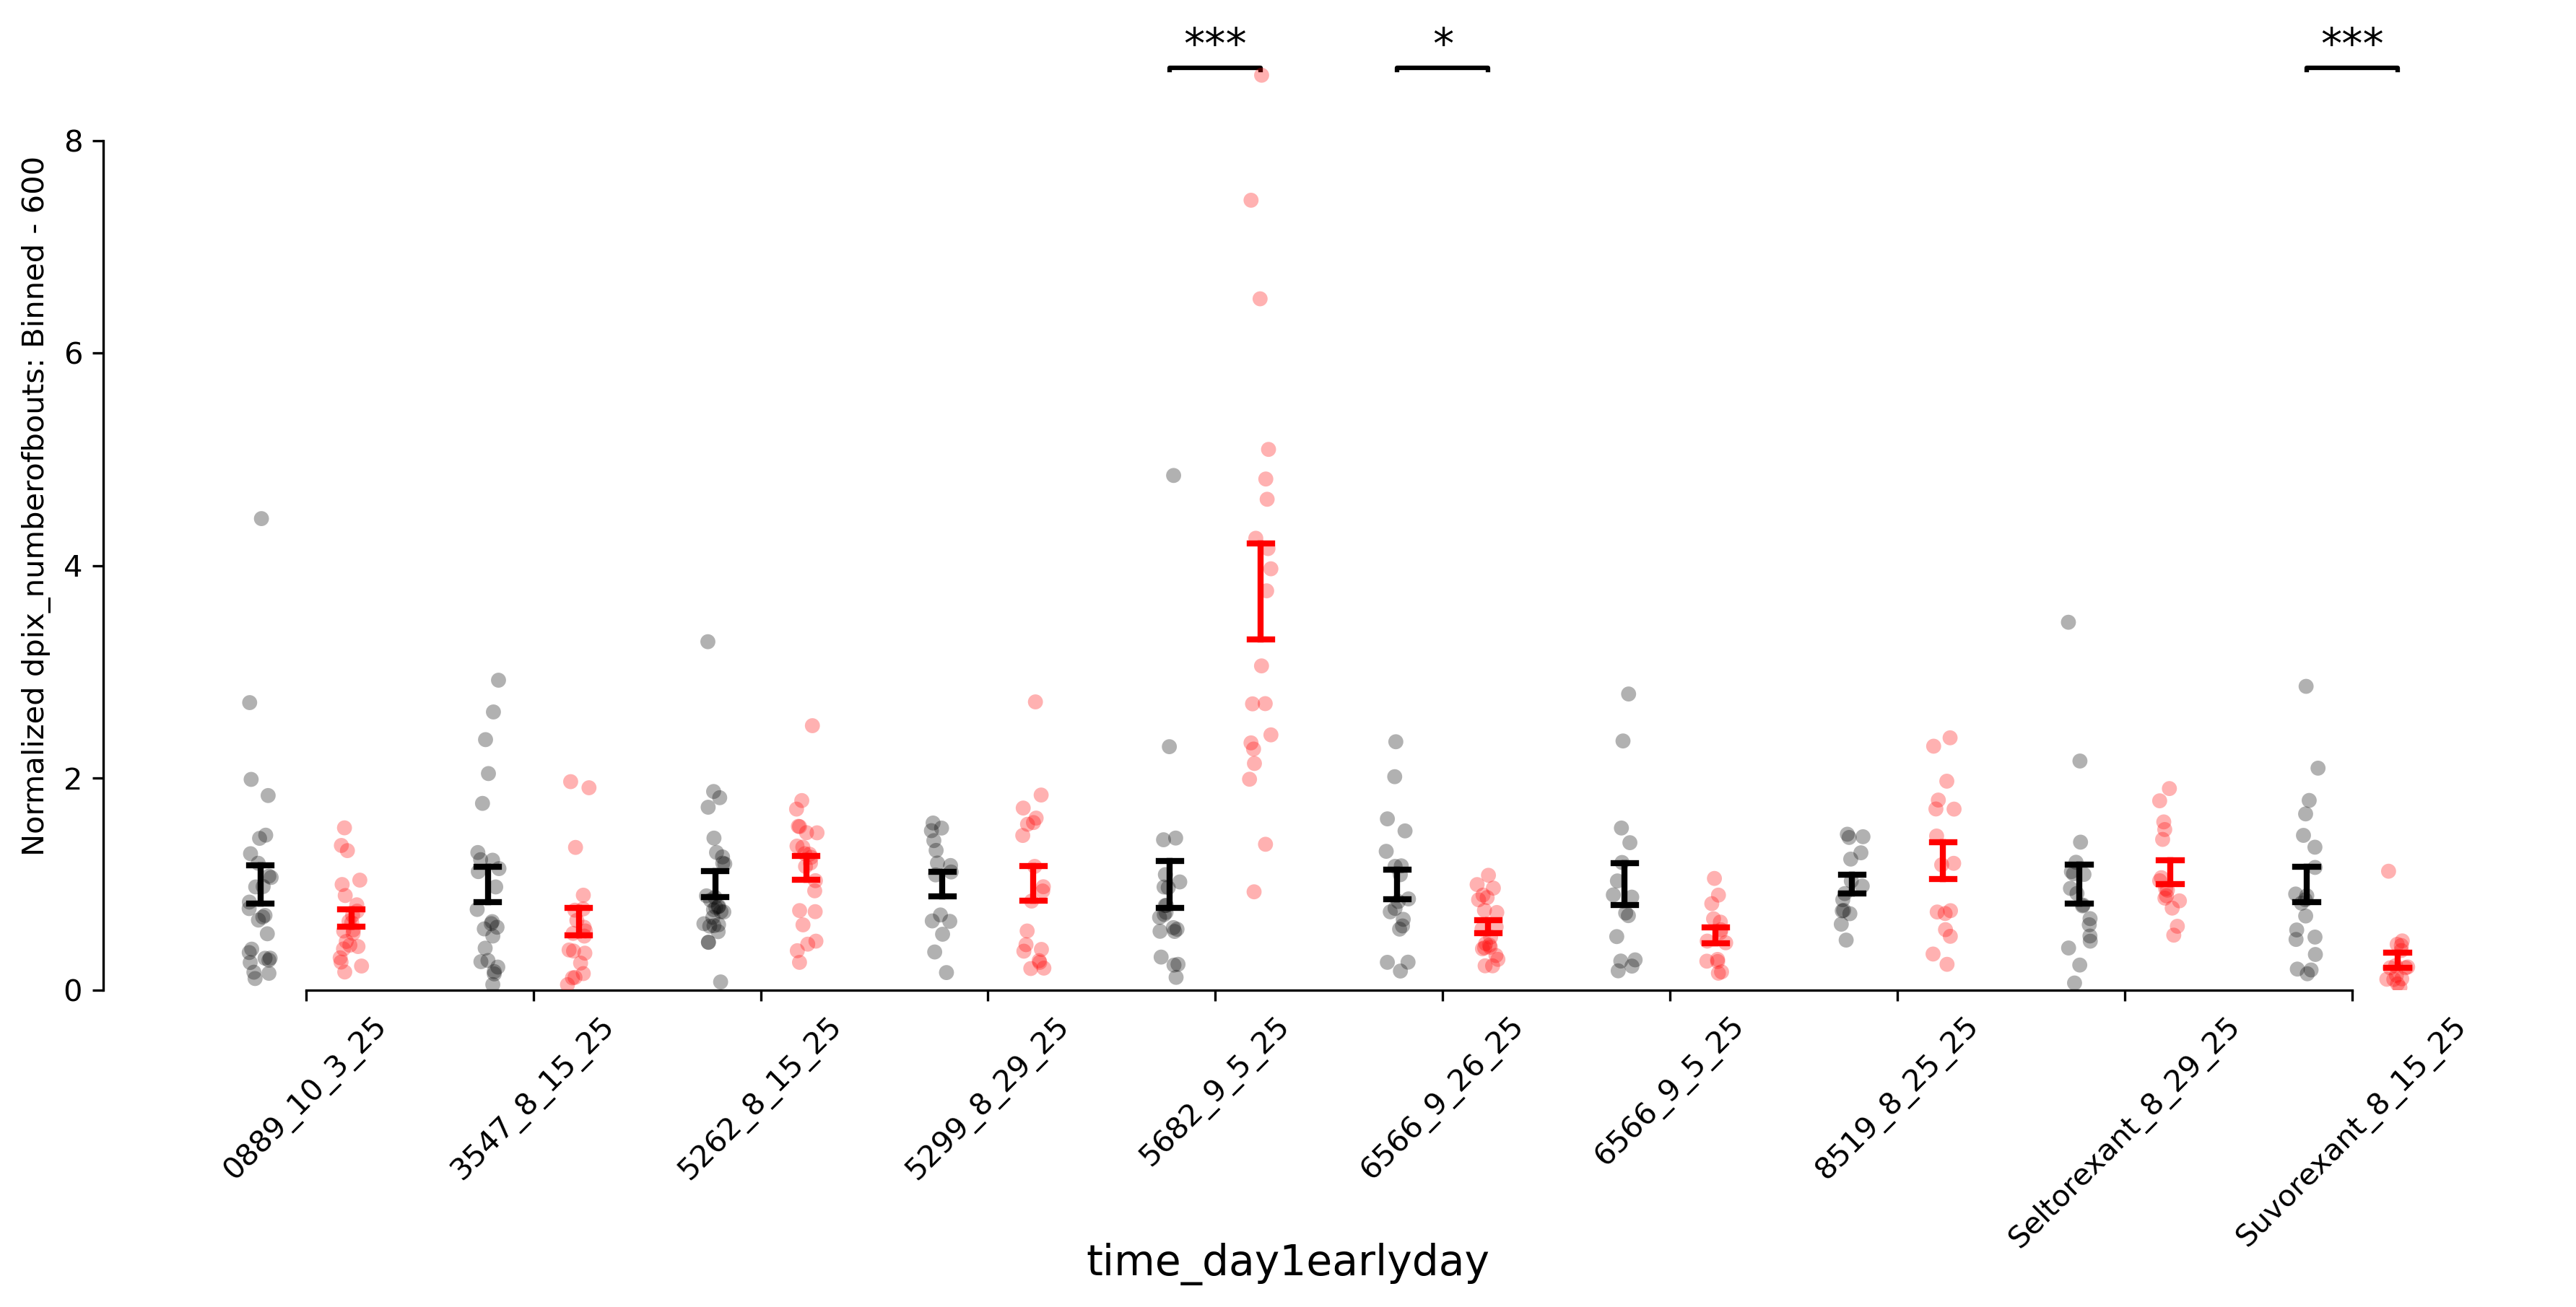 *** * ***
8
6
4
2
0
Normalized dpix_numberofbouts: Binned - 600
0889_10_3_25
3547_8_15_25
5262_8_15_25
5299_8_29_25
5682_9_5_25
6566_9_26_25
6566_9_5_25
8519_8_25_25
Seltorexant_8_29_25
Suvorexant_8_15_25
time_day1earlyday